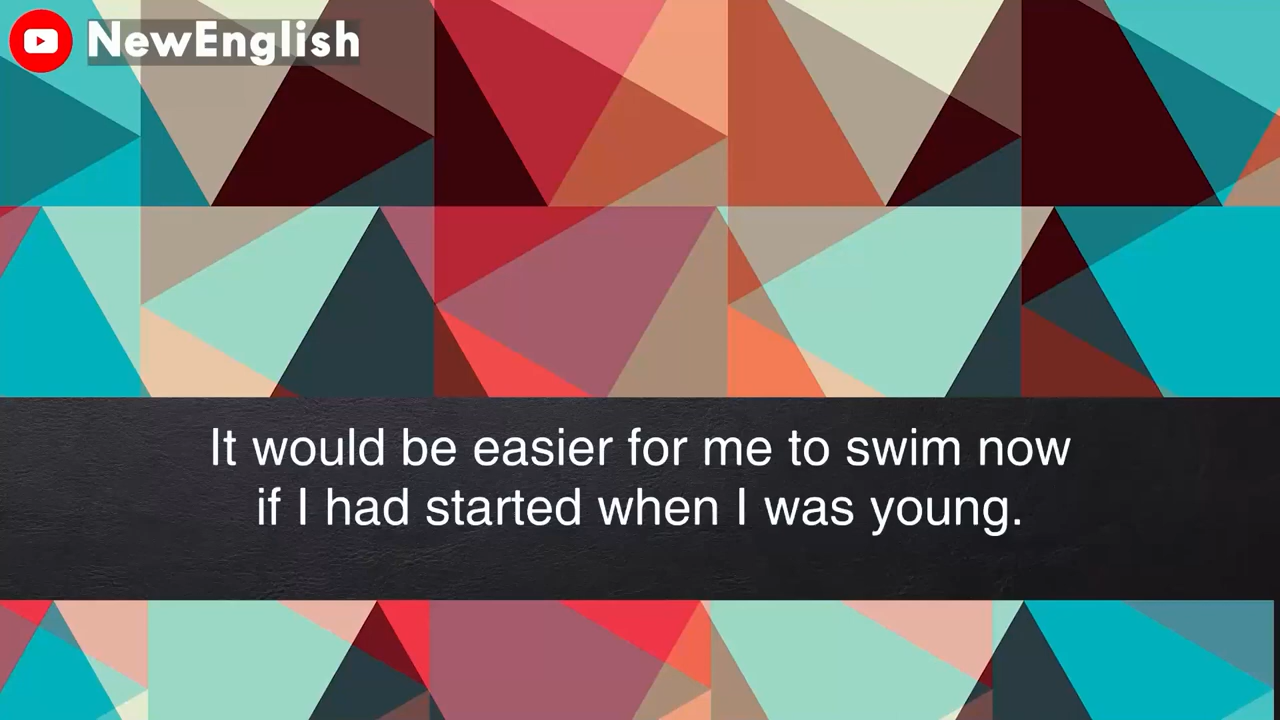 NewEnglish
It would be easier for me to swim now
if I had started when I was young.